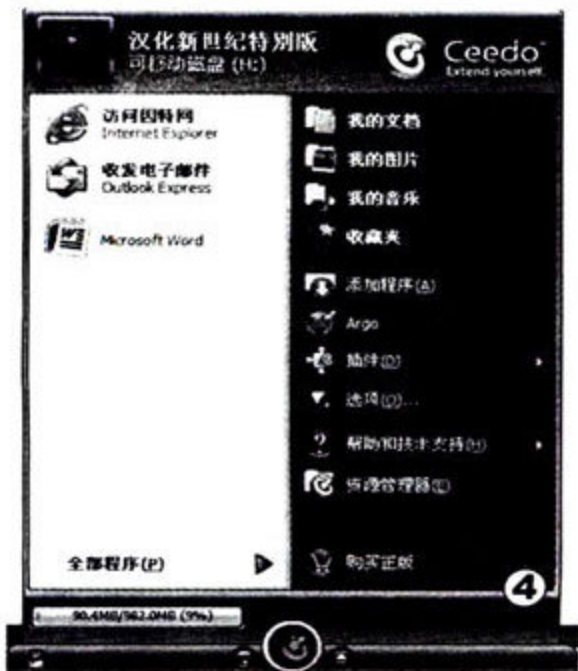 汉化新世纪特别版
可移动磁盘 (H:)
Ceedo
Extend yourself.
访问因特网
Internet Explorer
收发电子邮件
Outlook Express
Microsoft Word
全部程序(P)
我的文档
我的图片
我的音乐
收藏夹
添加程序(A)
Argo
插件(D)
选项(O)...
帮助和技术支持(H)
资源管理器(E)
购买正版
4
90.4MB/982.0MB (9%)